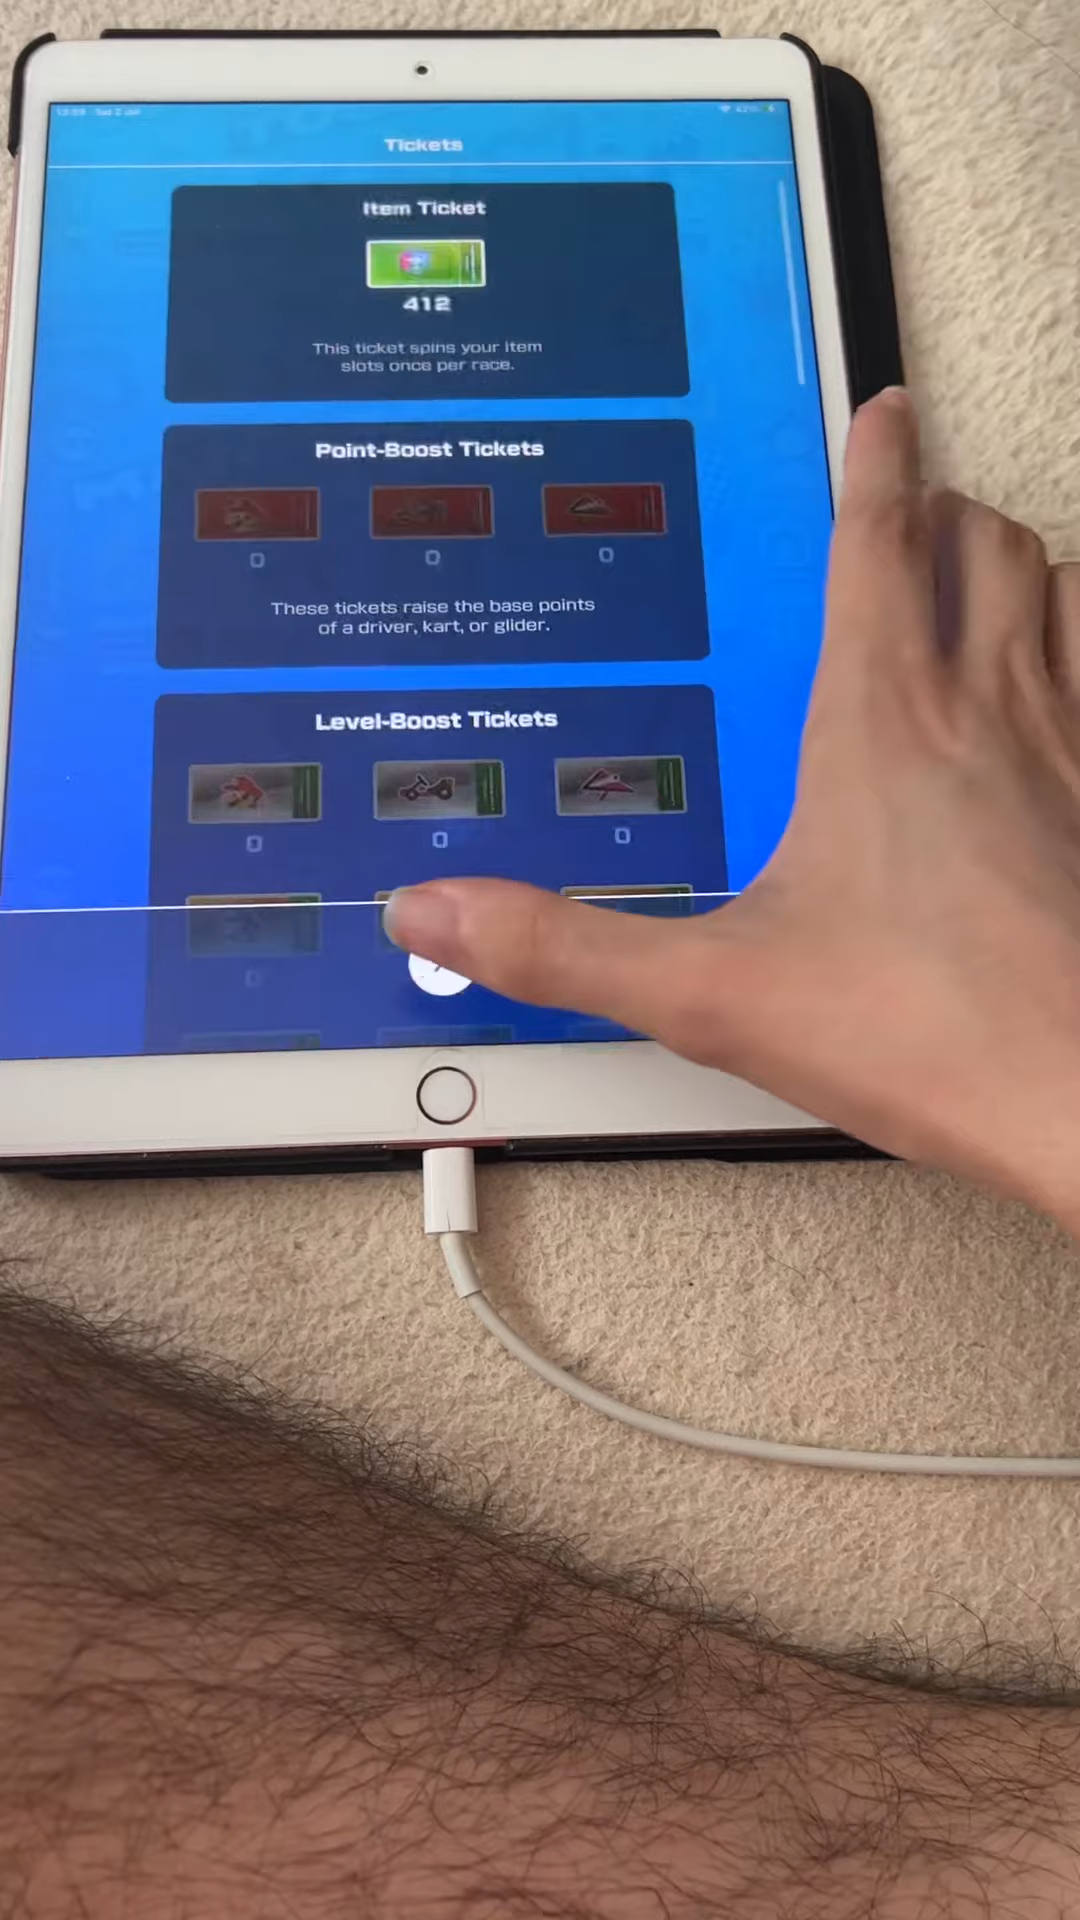 Tickets
Item Ticket
412
This ticket spins your item
slots once per race.
Point-Boost Tickets
0 0 0
These tickets raise the base points
of a driver, kart, or glider.
Level-Boost Tickets
0 0 0
0